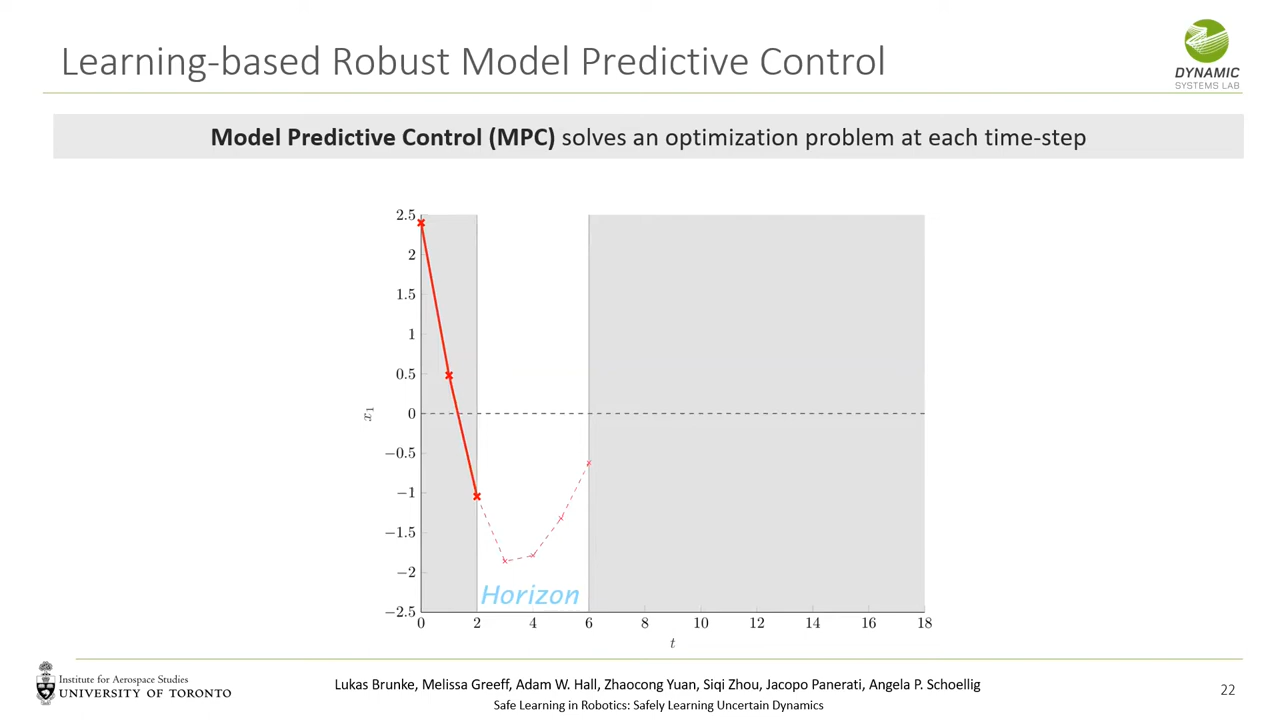 Learning-based Robust Model Predictive Control
DYNAMIC
SYSTEMS LAB
Model Predictive Control (MPC) solves an optimization problem at each time-step
2.5
2
1.5
1
0.5
0
−0.5
−1
−1.5
−2
−2.5
x₁
Horizon
0 2 4 6 8 10 12 14 16 18
t
Institute for Aerospace Studies
UNIVERSITY OF TORONTO
Lukas Brunke, Melissa Greeff, Adam W. Hall, Zhaocong Yuan, Siqi Zhou, Jacopo Panerati, Angela P. Schoellig
Safe Learning in Robotics: Safely Learning Uncertain Dynamics
22